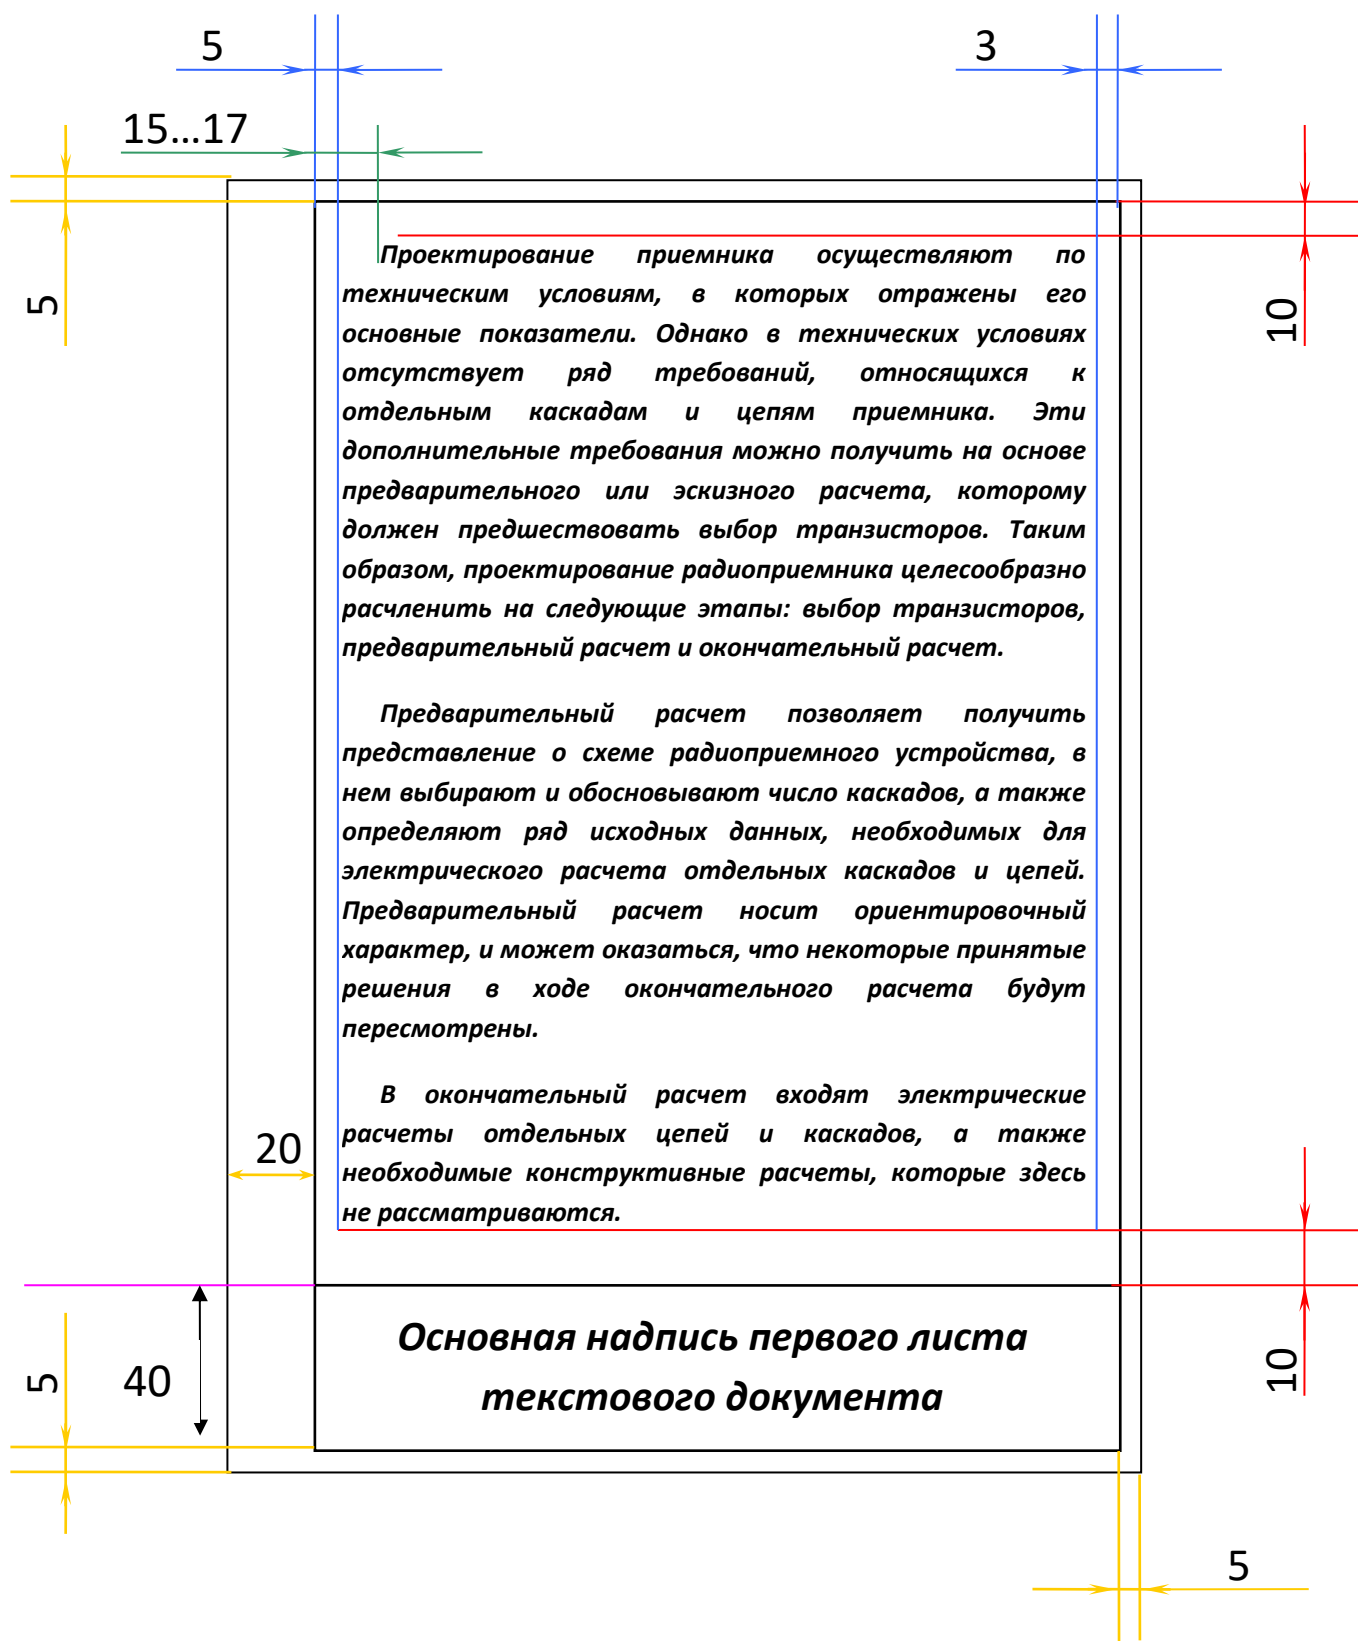 5
3
15...17
5
10
Проектирование приемника осуществляют по
техническим условиям, в которых отражены его
основные показатели. Однако в технических условиях
отсутствует ряд требований, относящихся к
отдельным каскадам и цепям приемника. Эти
дополнительные требования можно получить на основе
предварительного или эскизного расчета, которому
должен предшествовать выбор транзисторов. Таким
образом, проектирование радиоприемника целесообразно
расчленить на следующие этапы: выбор транзисторов,
предварительный расчет и окончательный расчет.
Предварительный расчет позволяет получить
представление о схеме радиоприемного устройства, в
нем выбирают и обосновывают число каскадов, а также
определяют ряд исходных данных, необходимых для
электрического расчета отдельных каскадов и цепей.
Предварительный расчет носит ориентировочный
характер, и может оказаться, что некоторые принятые
решения в ходе окончательного расчета будут
пересмотрены.
В окончательный расчет входят электрические
расчеты отдельных цепей и каскадов, а также
необходимые конструктивные расчеты, которые здесь
не рассматриваются.
20
Основная надпись первого листа
текстового документа
5
40
10
5